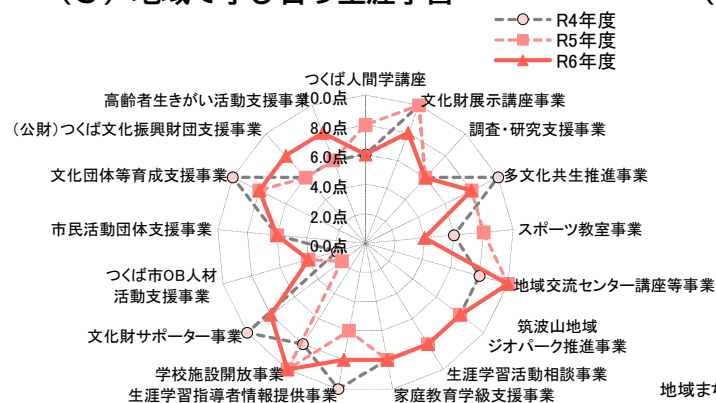 R4年度
R5年度
R6年度
つくば人間学講座
高齢者生きがい活動支援事業
0.0点
文化財展示講座事業
(公財)つくば文化振興財団支援事業
8.0点
調査・研究支援事業
文化団体等育成支援事業
6.0点
多文化共生推進事業
4.0点
市民活動団体支援事業
2.0点
スポーツ教室事業
0.0点
つくば市OB人材
活動支援事業
地域交流センター講座等事業
文化財サポーター事業
筑波山地域
ジオパーク推進事業
学校施設開放事業
生涯学習活動相談事業
生涯学習指導者情報提供事業
家庭教育学級支援事業
地域ま